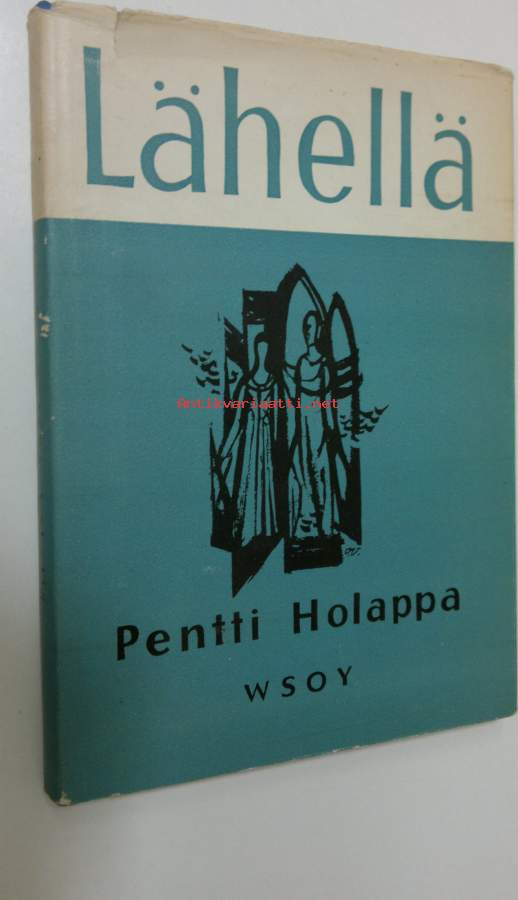 Lähellä
Antikvariaatti.net
Pentti Holappa
WSOY